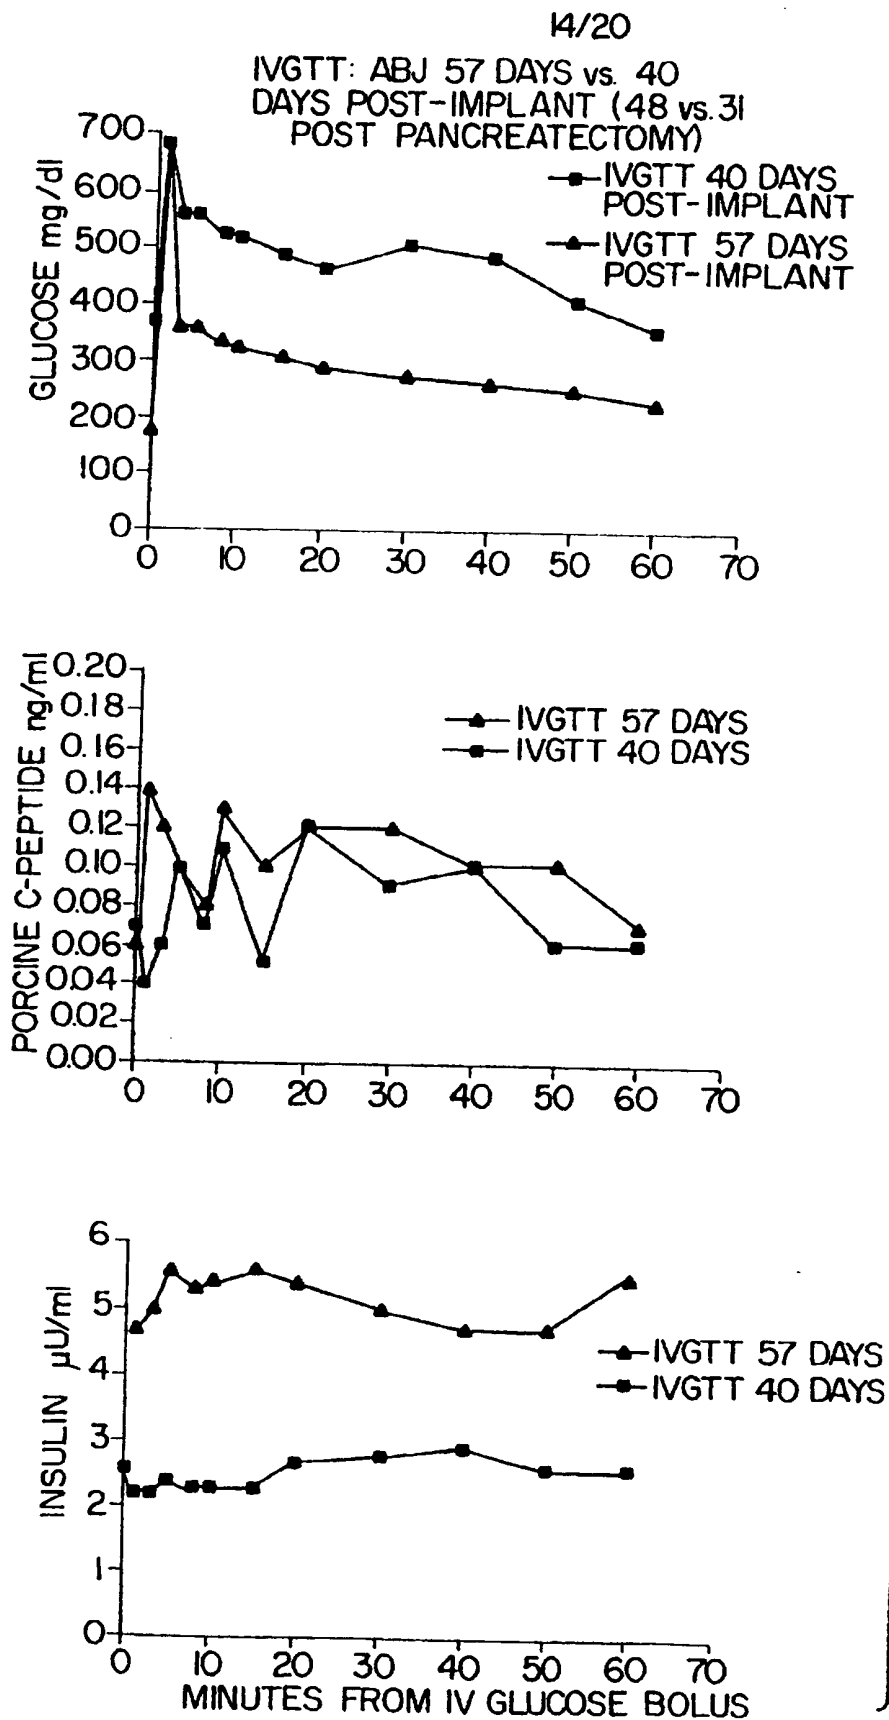 14/20
IVGTT: ABJ 57 DAYS vs. 40
DAYS POST-IMPLANT (48 vs. 31
POST PANCREATECTOMY)
IVGTT 40 DAYS
POST-IMPLANT
IVGTT 57 DAYS
POST-IMPLANT
GLUCOSE mg/dl
700
600
500
400
300
200
100
0
0 10 20 30 40 50 60 70
PORCINE C-PEPTIDE ng/ml
0.20
0.18
0.16
0.14
0.12
0.10
0.08
0.06
0.04
0.02
0.00
IVGTT 57 DAYS
IVGTT 40 DAYS
0 10 20 30 40 50 60 70
INSULIN µU/ml
6
5
4
3
2
1
0
IVGTT 57 DAYS
IVGTT 40 DAYS
0 10 20 30 40 50 60 70
MINUTES FROM IV GLUCOSE BOLUS